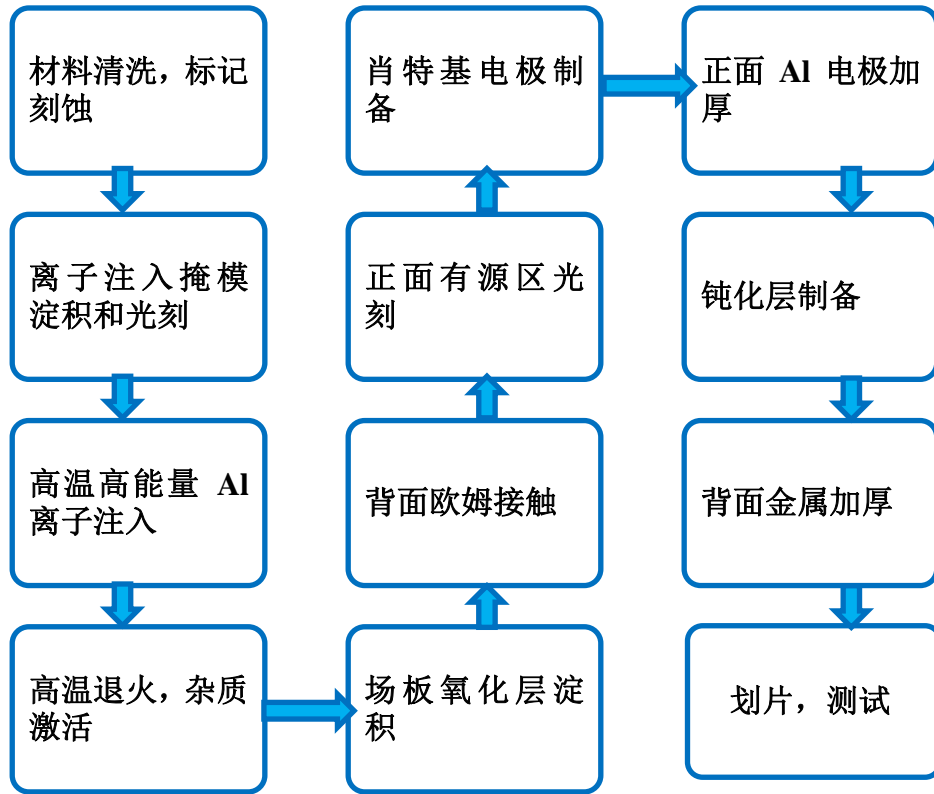 材料清洗，标记
刻蚀
离子注入掩模
淀积和光刻
高温高能量 Al
离子注入
高温退火，杂质
激活
场板氧化层淀
积
背面欧姆接触
正面有源区光
刻
肖特基电极制
备
正面 Al 电极加
厚
钝化层制备
背面金属加厚
划片，测试